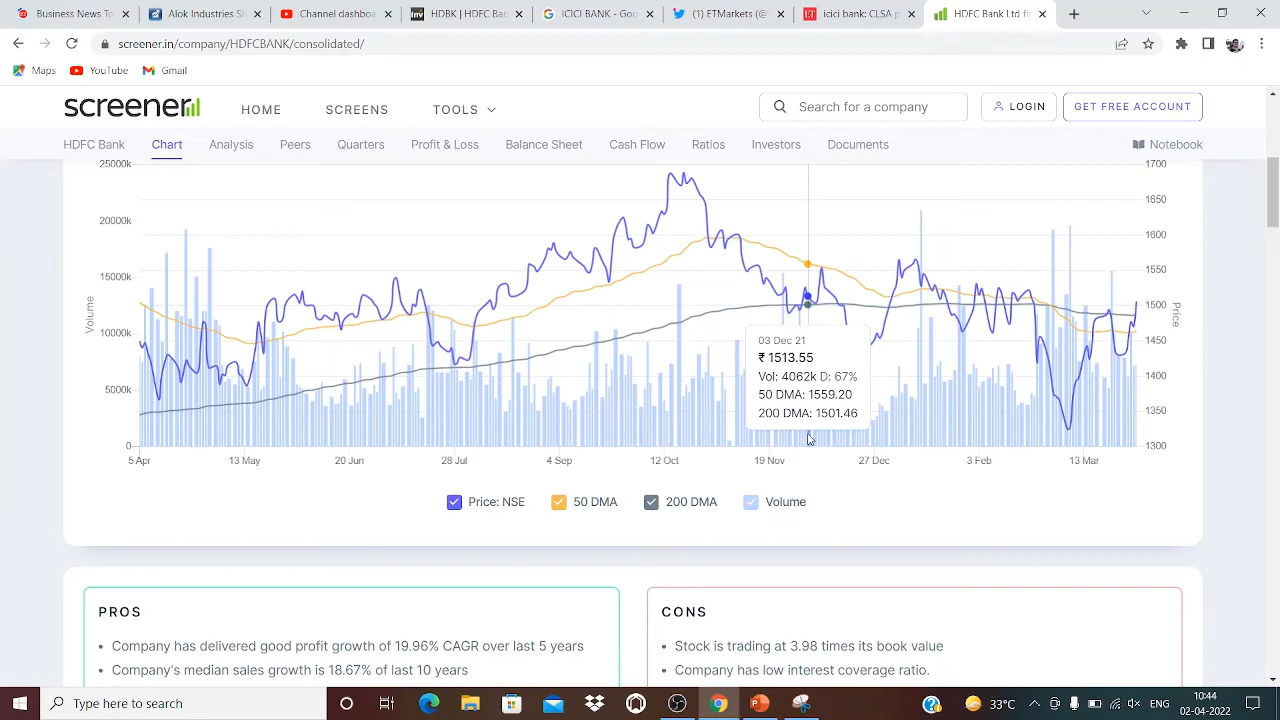 Alok Industries Sh
Channel dashboa
HDBK | HDFC Ban
ICICI BANK - Goo
(1) ETMarkets (@
icici bank: CLSA p
HDFC Bank Ltd fi
screener.in/company/HDFCBANK/consolidated/
Maps YouTube Gmail
screener HOME SCREENS TOOLS Search for a company LOGIN GET FREE ACCOUNT
HDFC Bank Chart Analysis Peers Quarters Profit & Loss Balance Sheet Cash Flow Ratios Investors Documents Notebook
25000k 1700
1650
20000k 1600
15000k 1550
Volume 1500 Price
10000k
03 Dec 21 1450
₹ 1513.55
Vol: 4062k D: 67% 1400
5000k
50 DMA: 1559.20
200 DMA: 1501.46 1350
0 1300
5 Apr 13 May 20 Jun 28 Jul 4 Sep 12 Oct 19 Nov 27 Dec 3 Feb 13 Mar
Price: NSE 50 DMA 200 DMA Volume
PROS CONS
Company has delivered good profit growth of 19.96% CAGR over last 5 years
Company's median sales growth is 18.67% of last 10 years
Stock is trading at 3.98 times its book value
Company has low interest coverage ratio.
Type here to search 33°C 10:44
02-04-2022